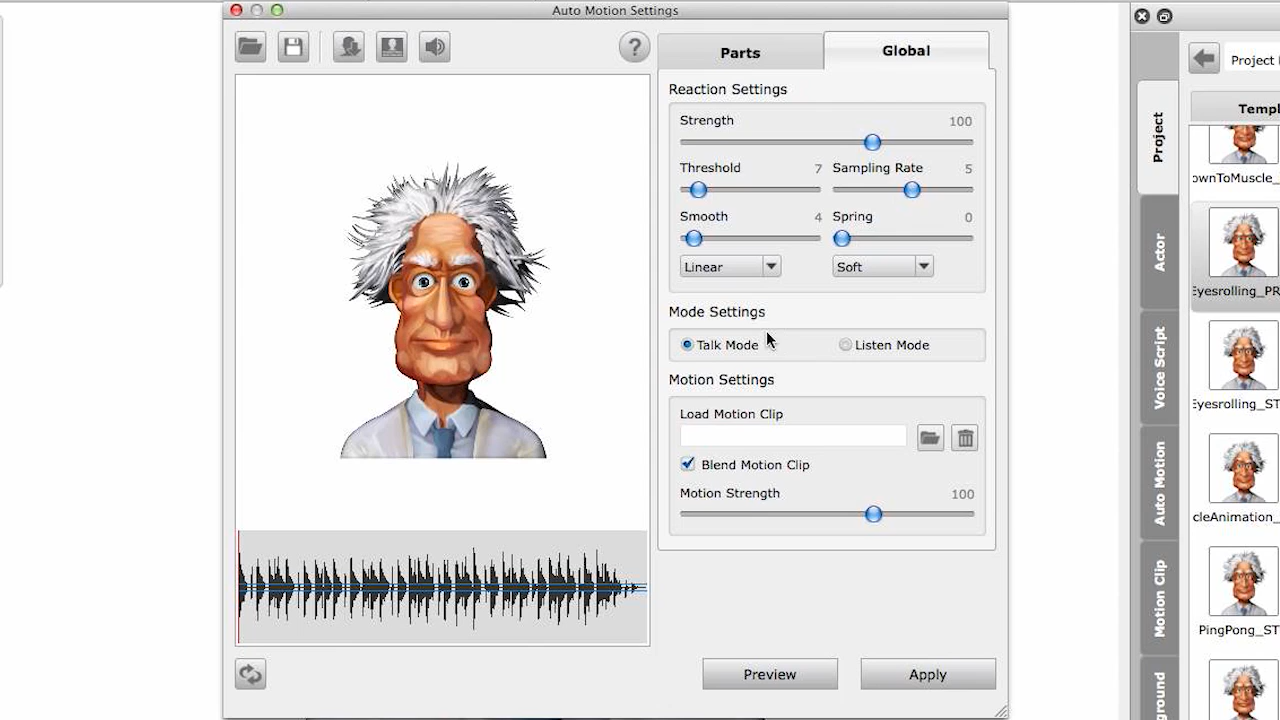 Auto Motion Settings
?
Parts
Global
Reaction Settings
Strength 100
Threshold 7 Sampling Rate 5
Smooth 4 Spring 0
Linear Soft
Mode Settings
Talk Mode Listen Mode
Motion Settings
Load Motion Clip
Blend Motion Clip
Motion Strength 100
Preview Apply
Project
Actor
Voice Script
Auto Motion
Motion Clip
ground
Project
Templ
ownToMuscle_
Eyesrolling_PR
Eyesrolling_ST
cleAnimation_
PingPong_ST